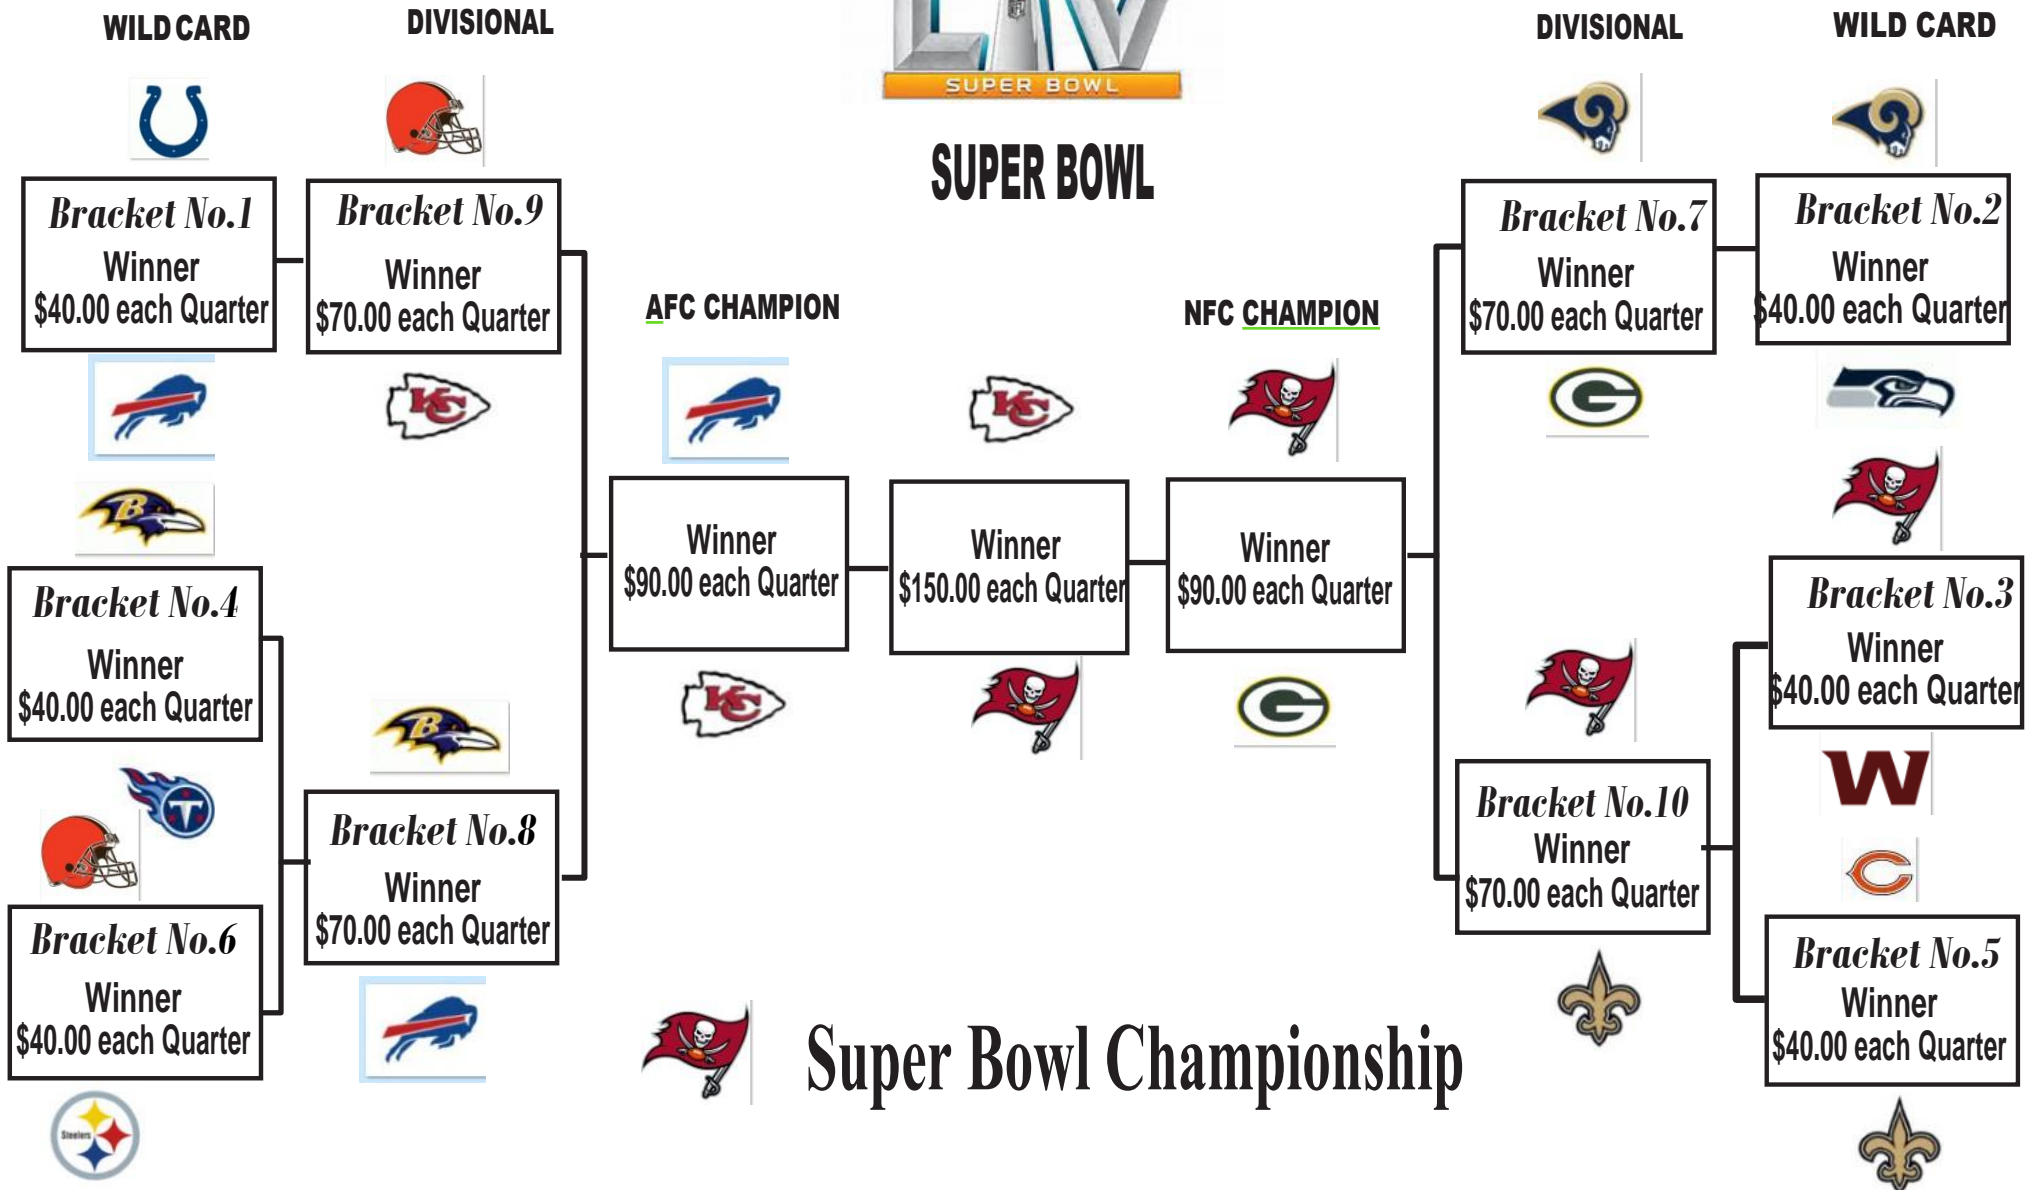 WILD CARD
DIVISIONAL
LIV
SUPER BOWL
SUPER BOWL
DIVISIONAL
WILD CARD
Bracket No.1
Winner
$40.00 each Quarter
Bracket No.9
Winner
$70.00 each Quarter
Bracket No.7
Winner
$70.00 each Quarter
Bracket No.2
Winner
$40.00 each Quarter
AFC CHAMPION
NFC CHAMPION
KC
KC
G
B
Winner
$90.00 each Quarter
Winner
$150.00 each Quarter
Winner
$90.00 each Quarter
Bracket No.4
Winner
$40.00 each Quarter
Bracket No.3
Winner
$40.00 each Quarter
KC
G
B
T
W
C
Bracket No.8
Winner
$70.00 each Quarter
Bracket No.10
Winner
$70.00 each Quarter
Bracket No.6
Winner
$40.00 each Quarter
Bracket No.5
Winner
$40.00 each Quarter
Super Bowl Championship
Steelers